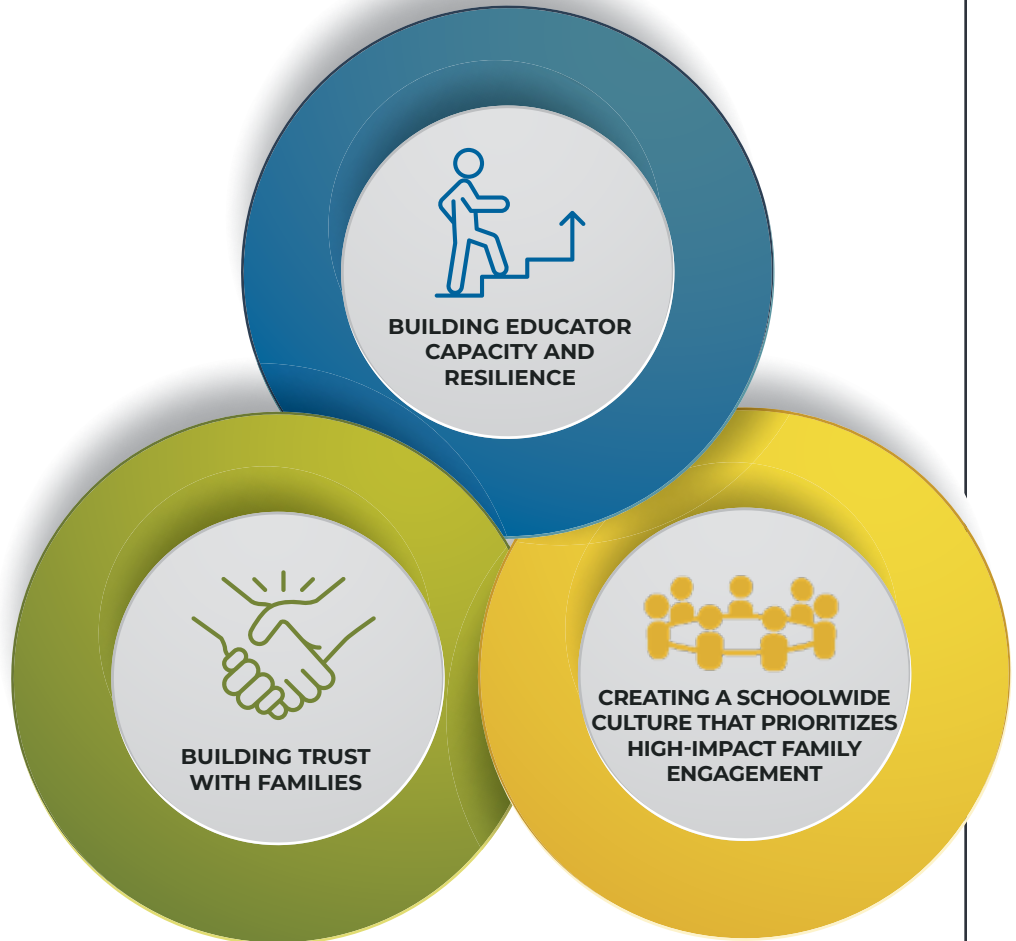 BUILDING EDUCATOR
CAPACITY AND
RESILIENCE
BUILDING TRUST
WITH FAMILIES
CREATING A SCHOOLWIDE
CULTURE THAT PRIORITIZES
HIGH-IMPACT FAMILY
ENGAGEMENT